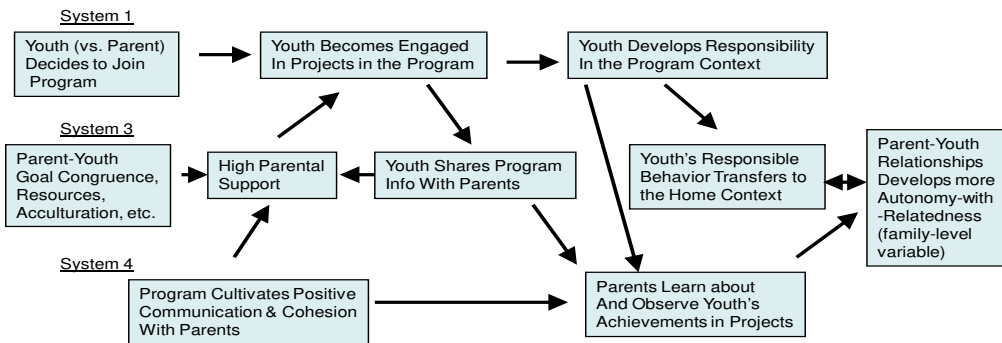 System 1
Youth (vs. Parent)
Decides to Join
Program
Youth Becomes Engaged
In Projects in the Program
Youth Develops Responsibility
In the Program Context
System 3
Parent-Youth
Goal Congruence,
Resources,
Acculturation, etc.
High Parental
Support
Youth Shares Program
Info With Parents
Youth's Responsible
Behavior Transfers to
the Home Context
Parent-Youth
Relationships
Develops more
Autonomy-with
-Relatedness
(family-level
variable)
System 4
Program Cultivates Positive
Communication & Cohesion
With Parents
Parents Learn about
And Observe Youth's
Achievements in Projects